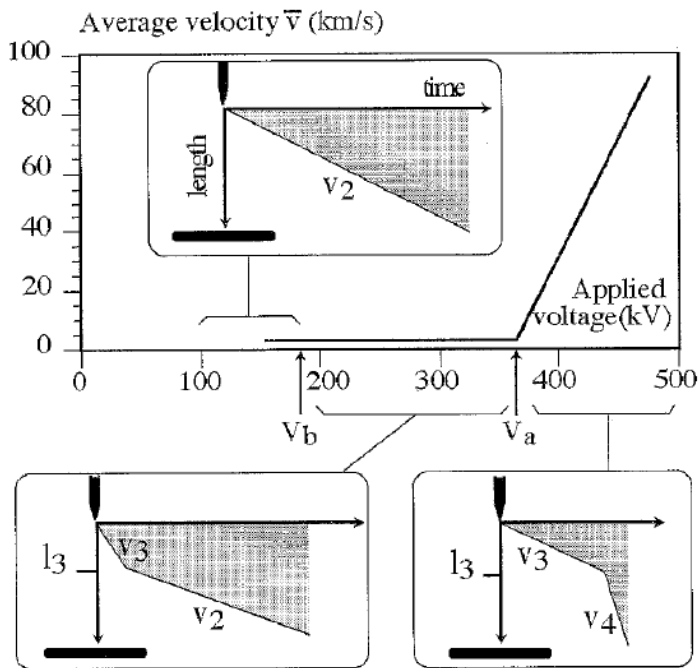 Average velocity v̅ (km/s)
100
80
60
40
20
0
time
length
v2
Applied
voltage(kV)
0
100
200
300
400
500
Vb
Va
l3
v3
v2
l3
v3
v4